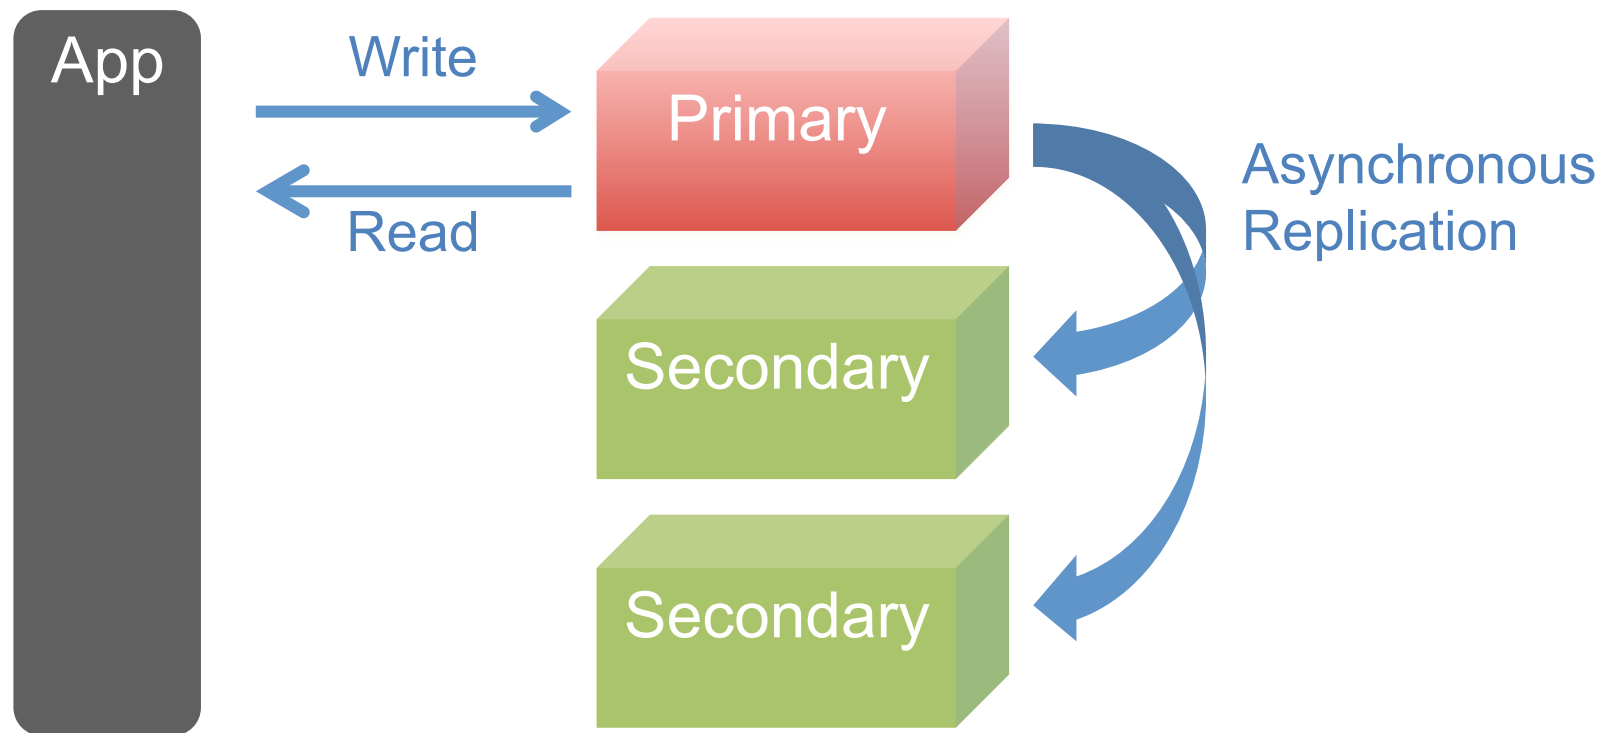 App
Write
Read
Primary
Secondary
Secondary
Asynchronous
Replication